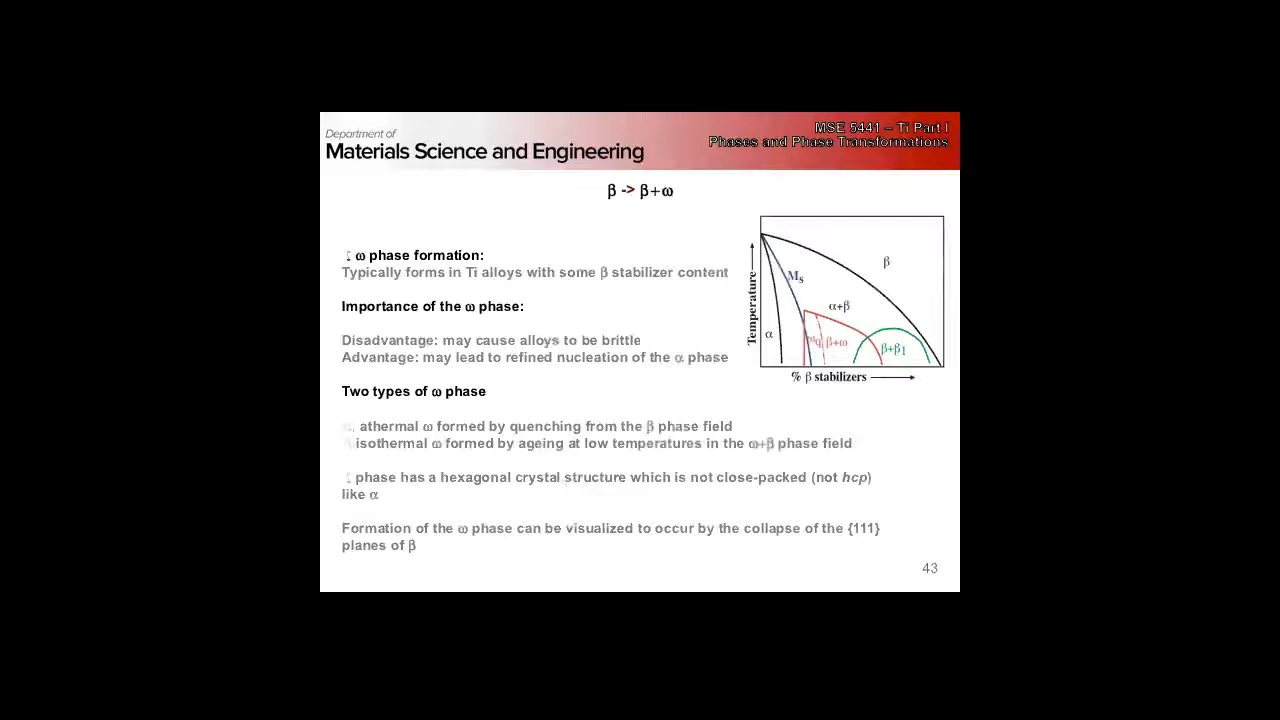 Department of
Materials Science and Engineering
MSE 5441 – Ti Part I
Phases and Phase Transformations
β -> β+ω
ω phase formation:
Typically forms in Ti alloys with some β stabilizer content
Importance of the ω phase:
Disadvantage: may cause alloys to be brittle
Advantage: may lead to refined nucleation of the α phase
Two types of ω phase
athermal ω formed by quenching from the β phase field
isothermal ω formed by ageing at low temperatures in the ω+β phase field
phase has a hexagonal crystal structure which is not close-packed (not hcp)
like α
Formation of the ω phase can be visualized to occur by the collapse of the {111}
planes of β
Temperature
β
Ms
α+β
α
β+ω
β+β1
% β stabilizers
43